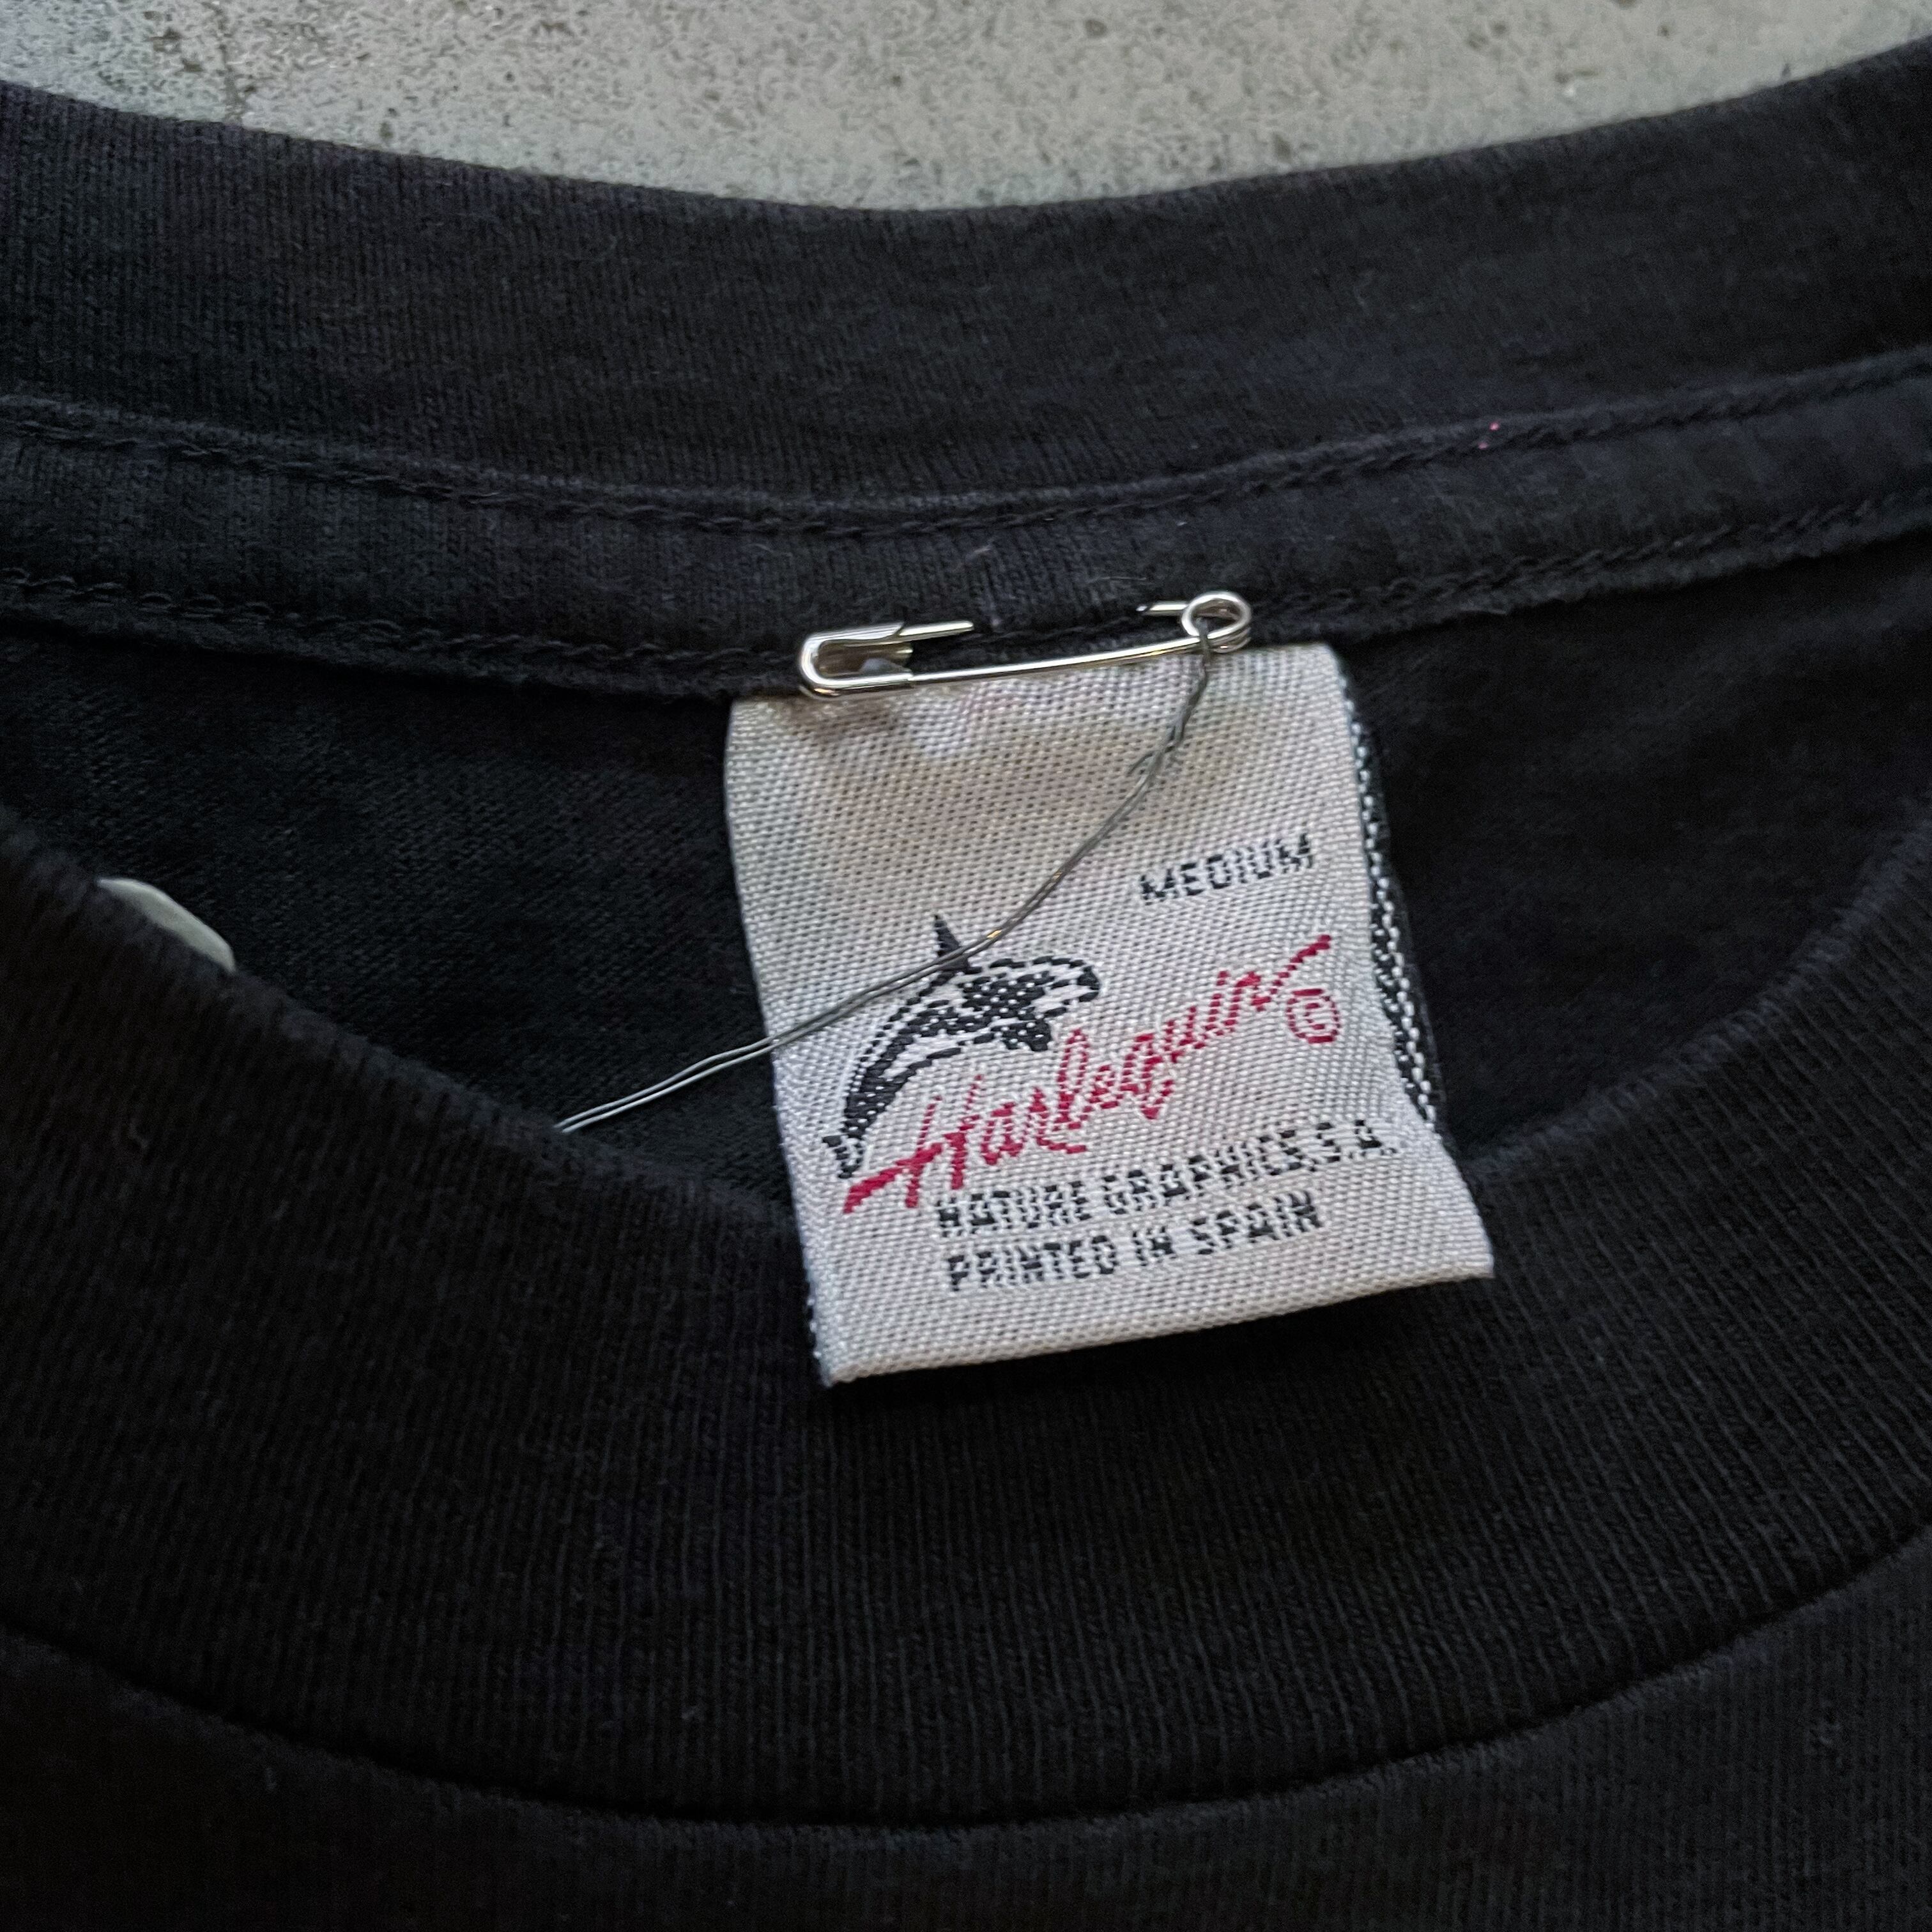 MEDIUM
Harlequin ©
NATURE GRAPHICS, S.A.
PRINTED IN SPAIN